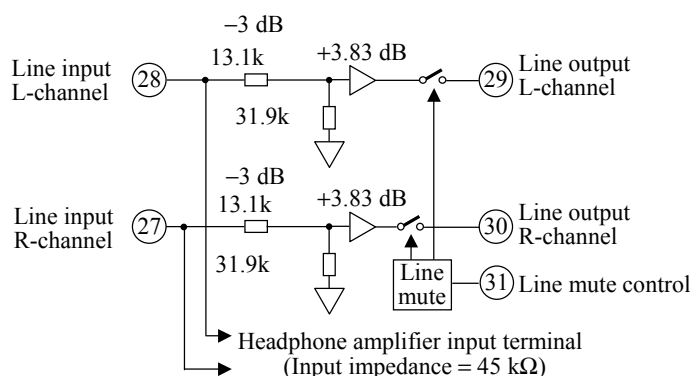 −3 dB
13.1k
+3.83 dB
Line input
L-channel
28
29
Line output
L-channel
31.9k
−3 dB
13.1k
+3.83 dB
Line input
R-channel
27
30
Line output
R-channel
31.9k
Line
mute
31
Line mute control
Headphone amplifier input terminal
(Input impedance = 45 kΩ)